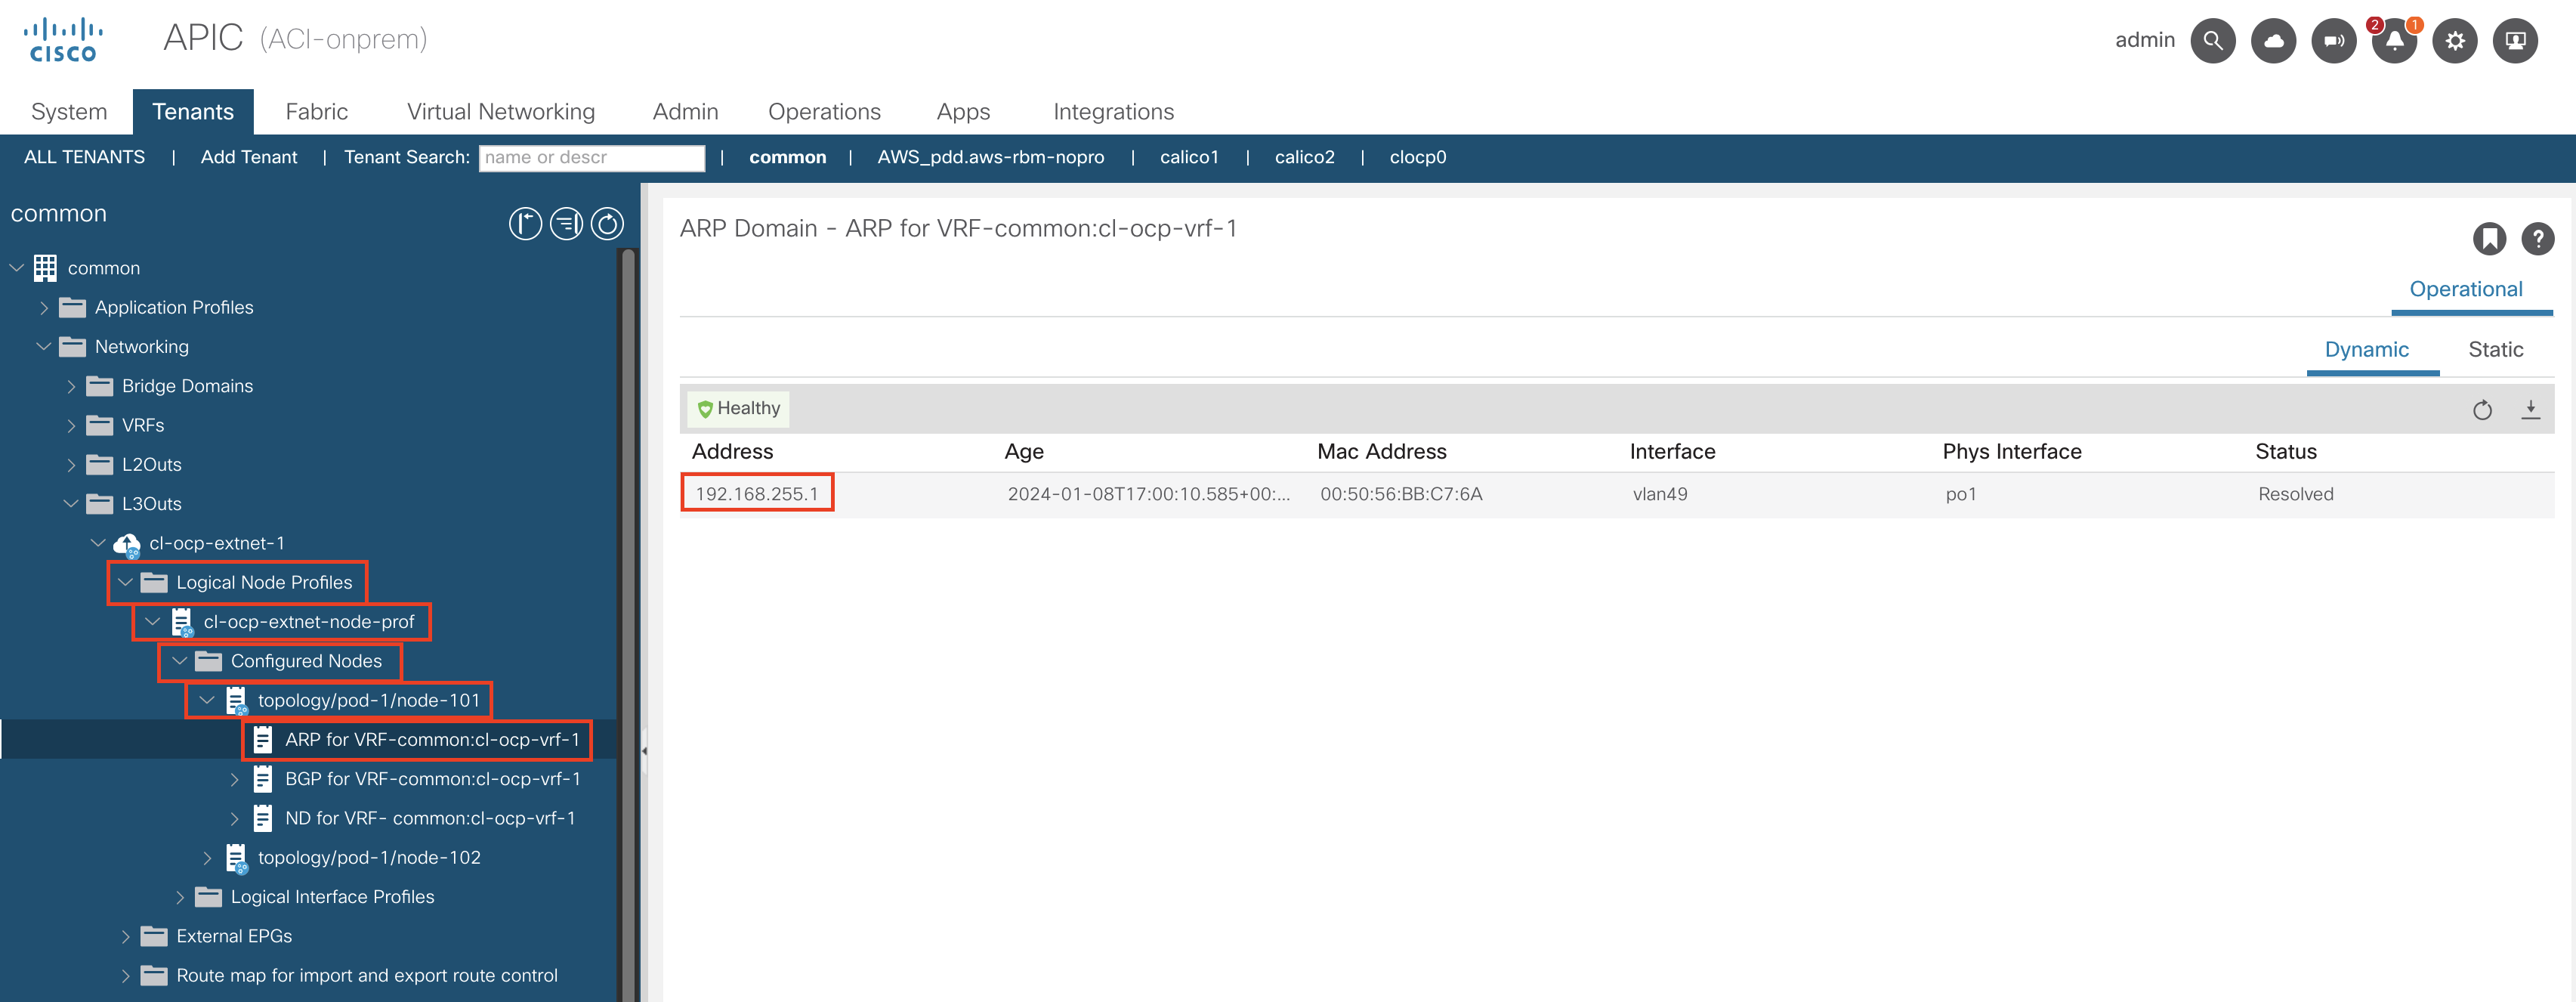 CISCO
APIC (ACI-onprem)
admin
2
1
System Tenants Fabric Virtual Networking Admin Operations Apps Integrations
ALL TENANTS | Add Tenant | Tenant Search: name or descr | common | AWS_pdd.aws-rbm-nopro | calico1 | calico2 | clocp0
common
common
Application Profiles
Networking
Bridge Domains
VRFs
L2Outs
L3Outs
cl-ocp-extnet-1
Logical Node Profiles
cl-ocp-extnet-node-prof
Configured Nodes
topology/pod-1/node-101
ARP for VRF-common:cl-ocp-vrf-1
BGP for VRF-common:cl-ocp-vrf-1
ND for VRF- common:cl-ocp-vrf-1
topology/pod-1/node-102
Logical Interface Profiles
External EPGs
Route map for import and export route control
ARP Domain - ARP for VRF-common:cl-ocp-vrf-1
?
Operational
Dynamic Static
Healthy
Address Age Mac Address Interface Phys Interface Status
192.168.255.1 2024-01-08T17:00:10.585+00:... 00:50:56:BB:C7:6A vlan49 po1 Resolved